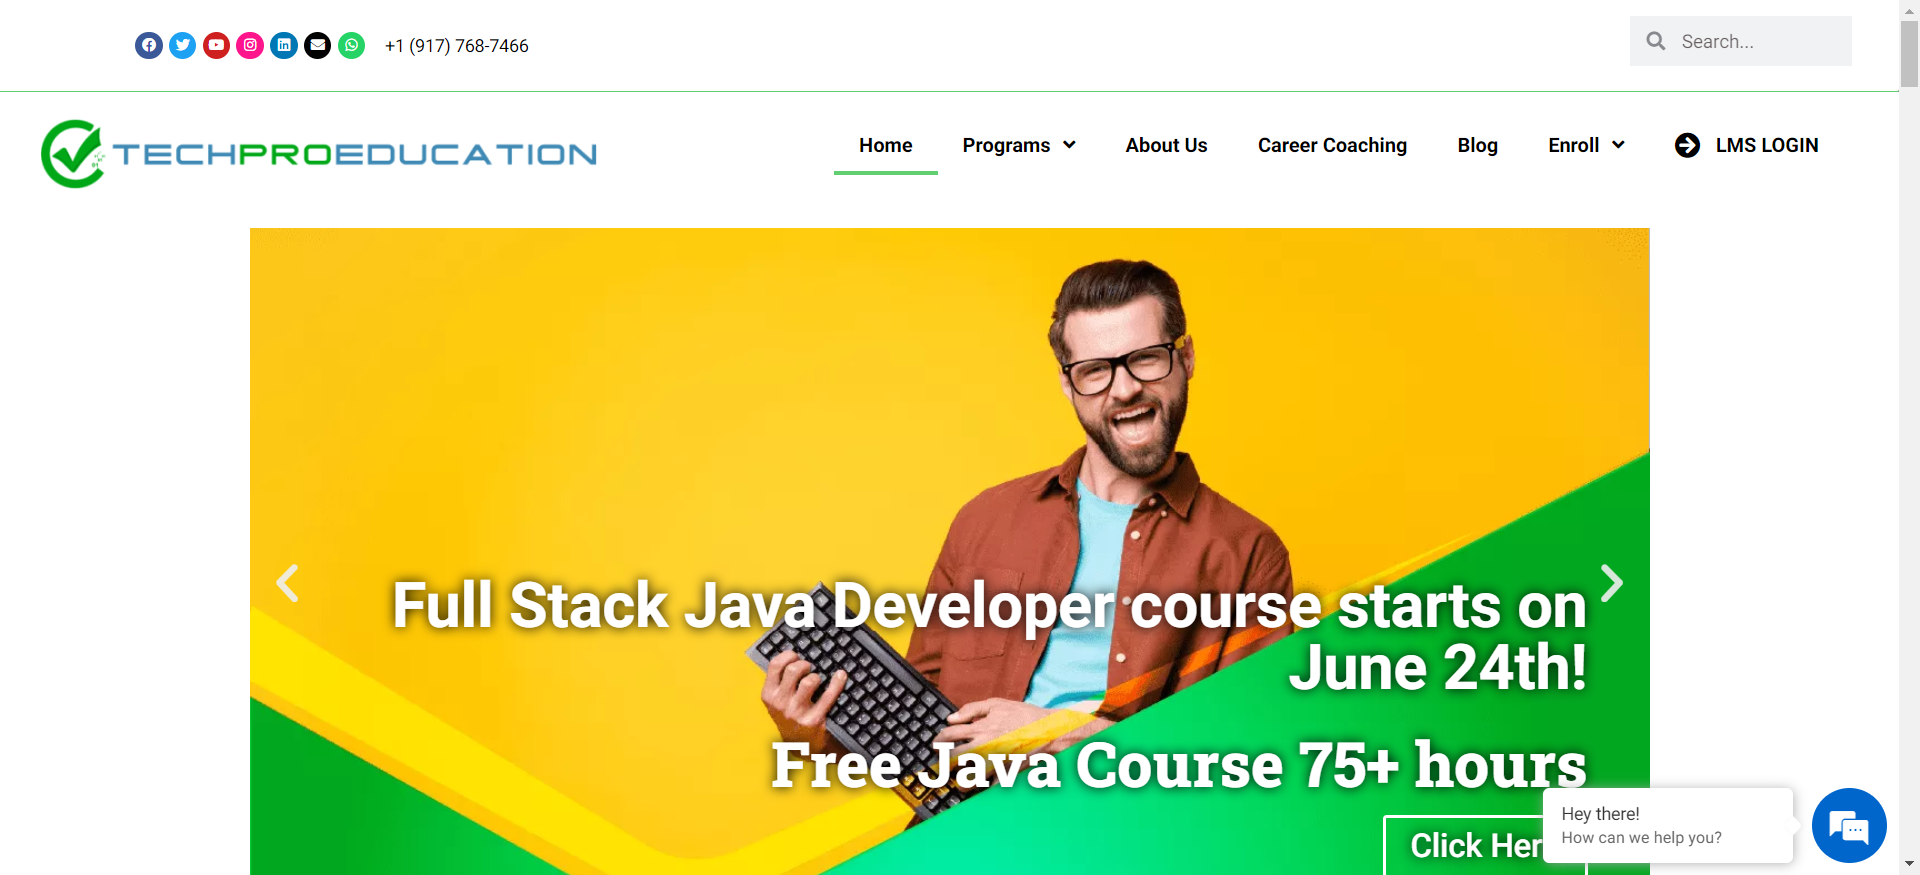 +1 (917) 768-7466
Search...
TECHPROEDUCATION
Home
Programs
About Us
Career Coaching
Blog
Enroll
LMS LOGIN
Full Stack Java Developer course starts on
June 24th!
Free Java Course 75+ hours
Click Her
Hey there!
How can we help you?